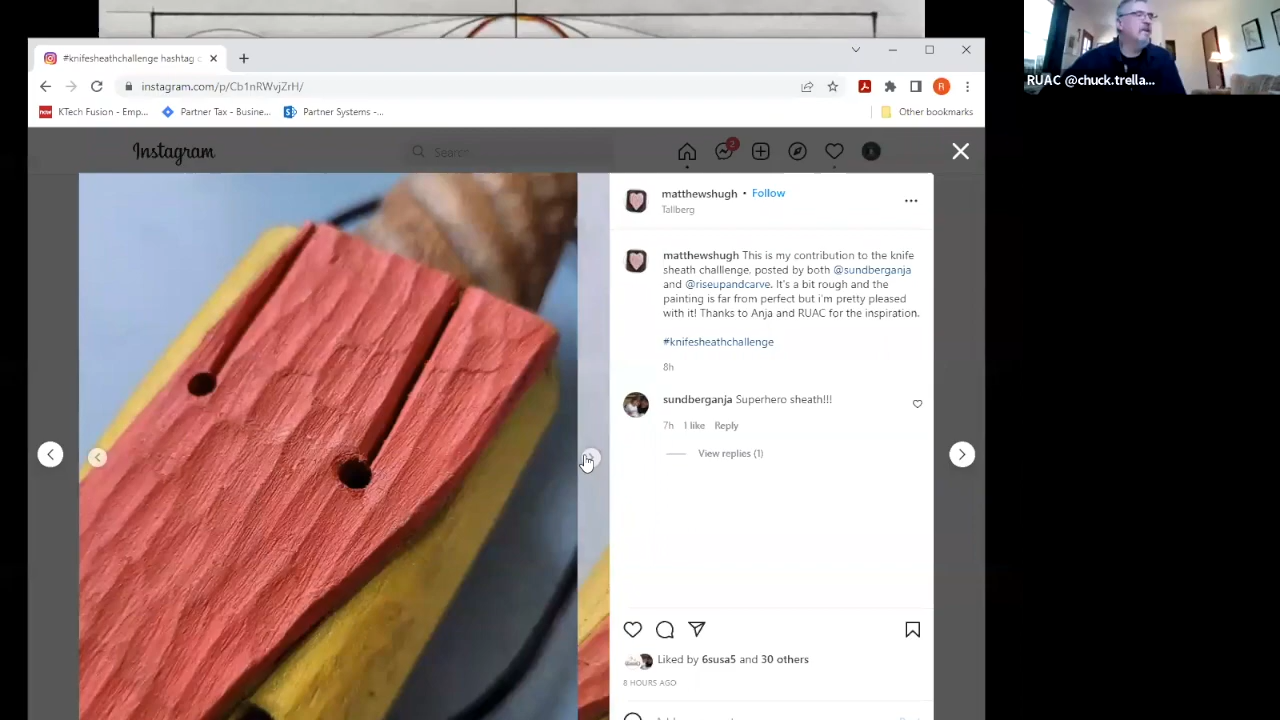 #knifesheathchallenge hashtag
instagram.com/p/Cb1nRWvjZrH/
KTech Fusion - Emp... Partner Tax - Busine... Partner Systems -... Other bookmarks
R
Instagram
Search
2
RUAC @chuck.trella...
matthewshugh • Follow
Tallberg
matthewshugh This is my contribution to the knife
sheath challlenge, posted by both @sundberganja
and @riseupandcarve. It's a bit rough and the
painting is far from perfect but i'm pretty pleased
with it! Thanks to Anja and RUAC for the inspiration.
#knifesheathchallenge
8h
sundberganja Superhero sheath!!!
7h 1 like Reply
View replies (1)
Liked by 6susa5 and 30 others
8 HOURS AGO